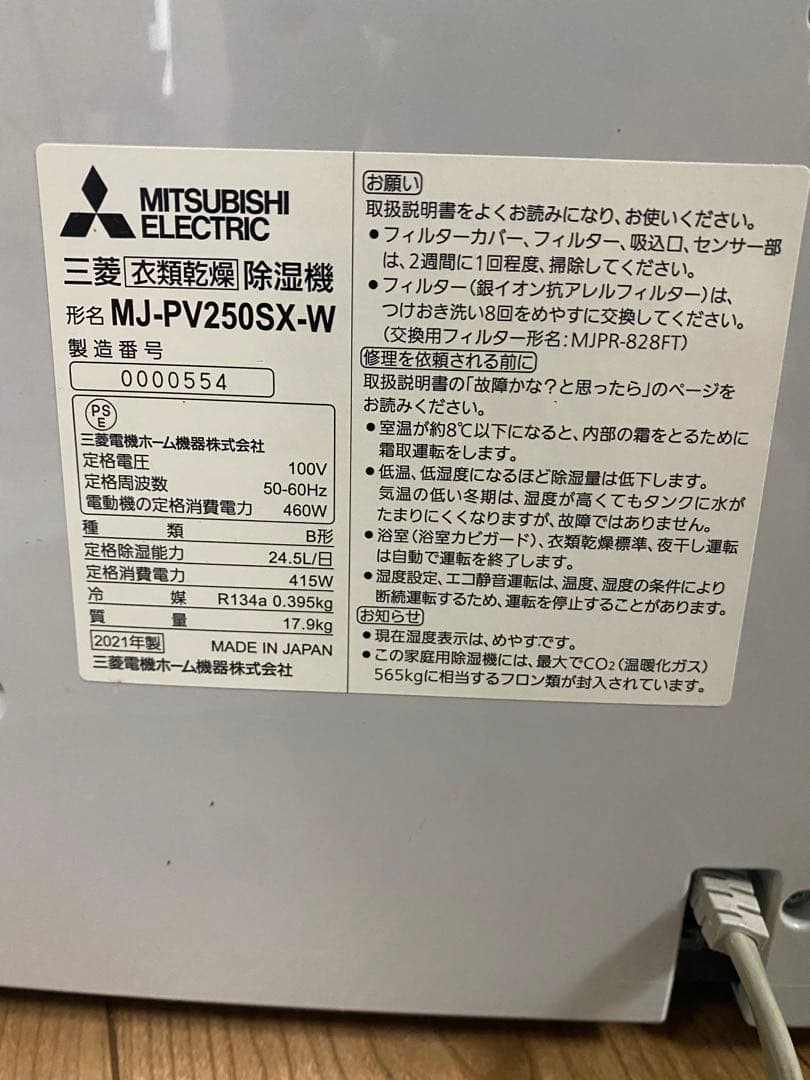 MITSUBISHI
ELECTRIC
三菱 衣類乾燥 除湿機
形名 MJ-PV250SX-W
製造番号
0000554
PS
E
三菱電機ホーム機器株式会社
定格電圧 100V
定格周波数 50-60Hz
電動機の定格消費電力 460W
種類 B形
定格除湿能力 24.5L/日
定格消費電力 415W
冷媒 R134a 0.395kg
質量 17.9kg
2021年製 MADE IN JAPAN
三菱電機ホーム機器株式会社
お願い
取扱説明書をよくお読みになり、お使いください。
●フィルターカバー、フィルター、吸込口、センサー部
は、2週間に1回程度、掃除してください。
●フィルター(銀イオン抗アレルフィルター)は、
つけおき洗い8回をめやすに交換してください。
(交換用フィルター形名:MJPR-828FT)
修理を依頼される前に
取扱説明書の「故障かな?と思ったら」のページを
お読みください。
●室温が約8℃以下になると、内部の霜をとるために
霜取運転をします。
●低温、低湿度になるほど除湿量は低下します。
気温の低い冬期は、湿度が高くてもタンクに水が
たまりにくくなりますが、故障ではありません。
●浴室(浴室カビガード)、衣類乾燥標準、夜干し運転
は自動で運転を終了します。
●湿度設定、エコ静音運転は、温度、湿度の条件により
断続運転するため、運転を停止することがあります。
お知らせ
●現在湿度表示は、めやすです。
●この家庭用除湿機には、最大でCO2(温暖化ガス)
565kgに相当するフロン類が封入されています。